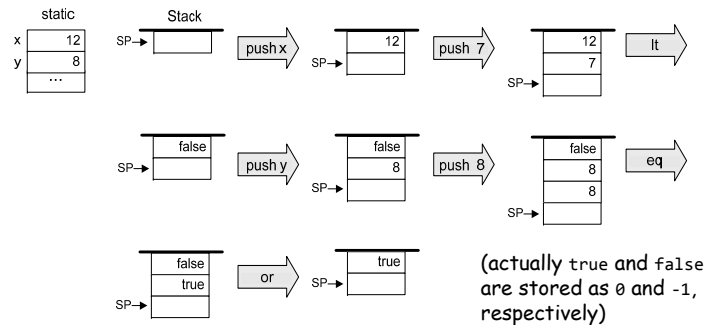 static
Stack
x 12
y 8
...
SP
push x
12
SP
push 7
12
7
SP
lt
false
SP
push y
false
8
SP
push 8
false
8
8
SP
eq
false
true
SP
or
true
SP
(actually true and false
are stored as 0 and -1,
respectively)